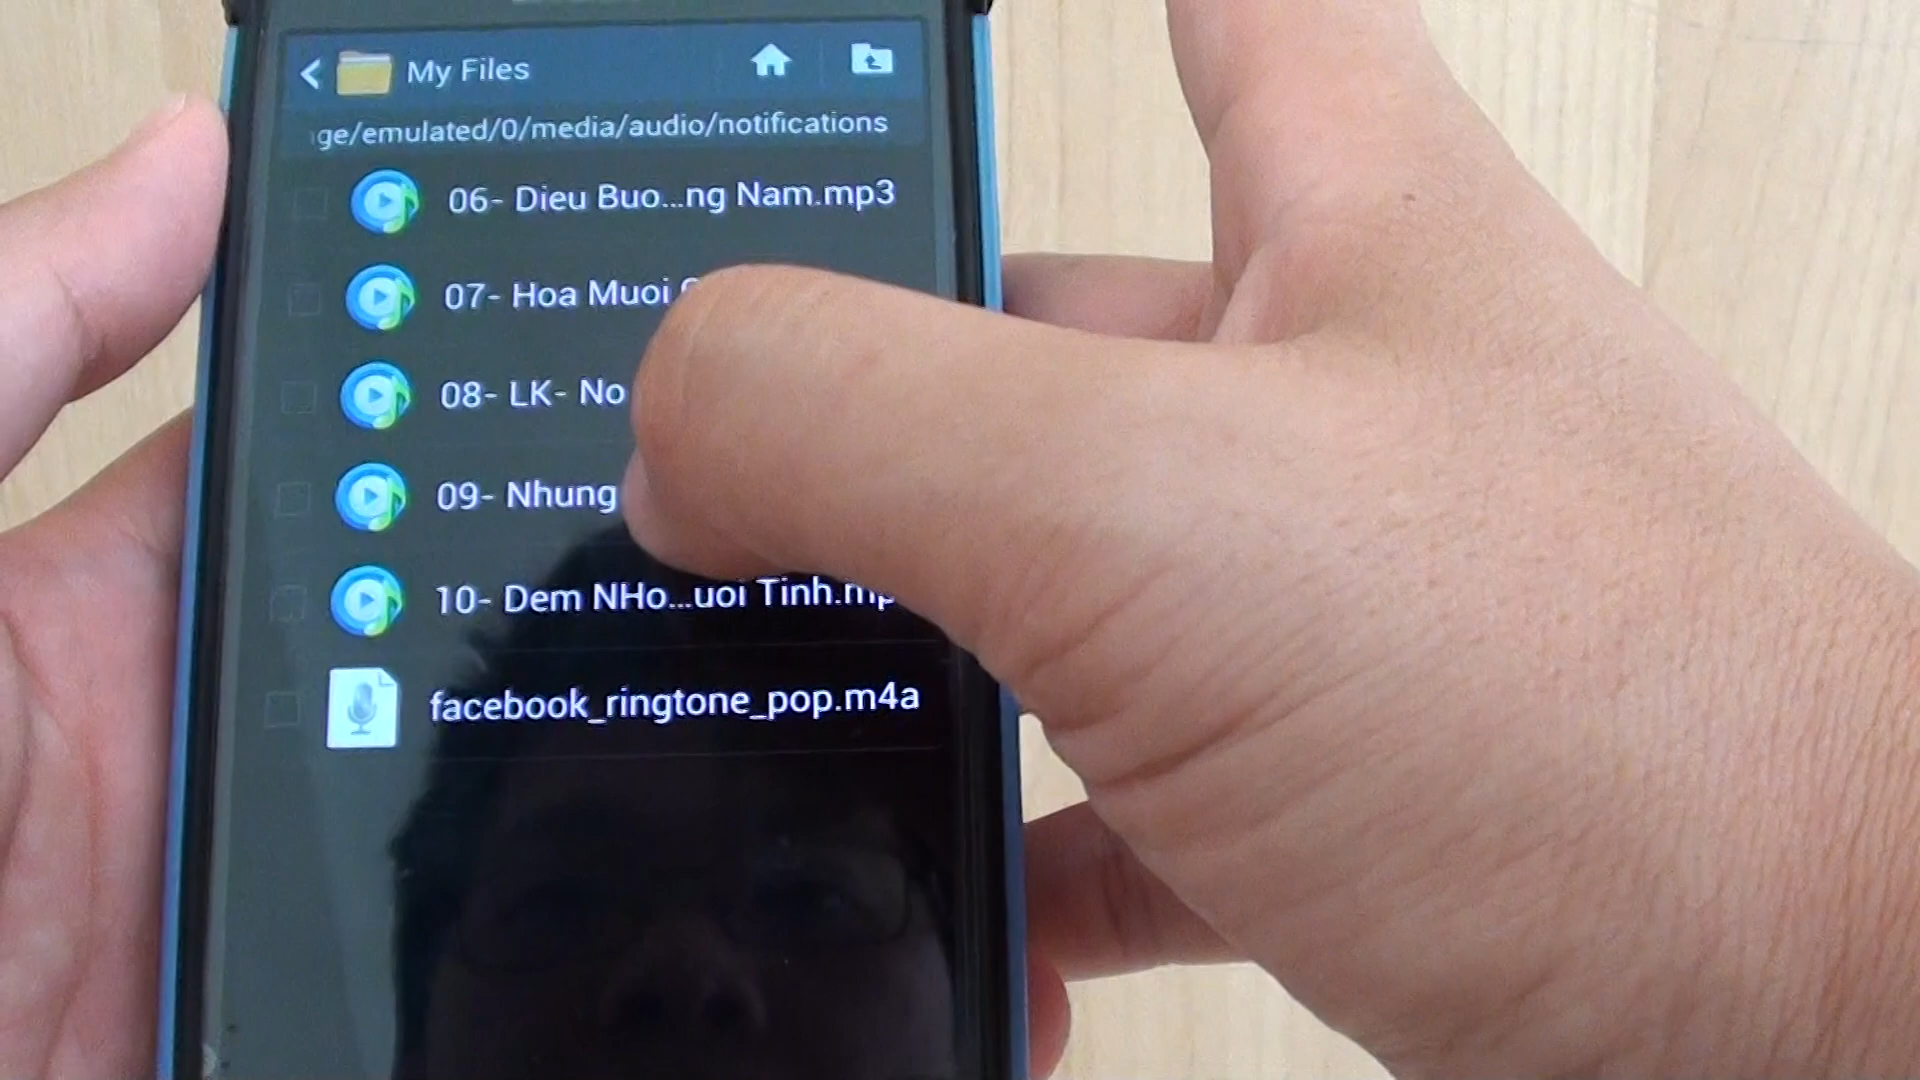 My Files
ge/emulated/0/media/audio/notifications
06- Dieu Buo...ng Nam.mp3
07- Hoa Muoi
08- LK- No
09- Nhung
10- Dem NHo...uoi Tinh.mp
facebook_ringtone_pop.m4a